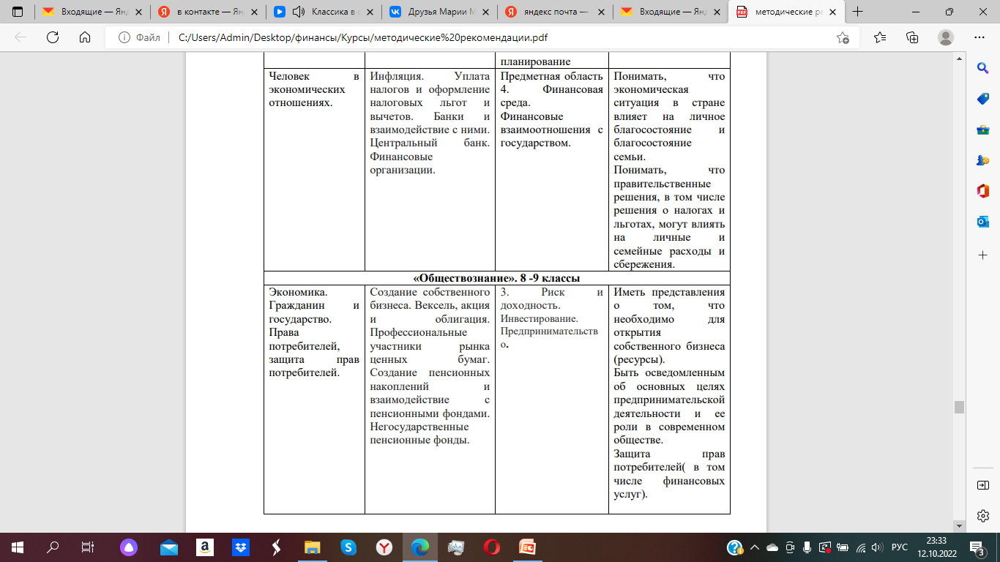 Входящие — Янд
в контакте — Ян
Классика в
Друзья Марии М
яндекс почта —
Входящие — Янд
методические ре
Файл
C:/Users/Admin/Desktop/финансы/Курсы/методические%20рекомендации.pdf
планирование
Человек в
экономических
отношениях.
Инфляция. Уплата
налогов и оформление
налоговых льгот и
вычетов. Банки и
взаимодействие с ними.
Центральный банк.
Финансовые
организации.
Предметная область
4. Финансовая
среда.
Финансовые
взаимоотношения с
государством.
Понимать, что
экономическая
ситуация в стране
влияет на личное
благосостояние и
благосостояние
семьи.
Понимать, что
правительственные
решения, в том числе
решения о налогах и
льготах, могут влиять
на личные и
семейные расходы и
сбережения.
«Обществознание». 8 -9 классы
Экономика.
Гражданин и
государство.
Права
потребителей,
защита прав
потребителей.
Создание собственного
бизнеса. Вексель, акция
и облигация.
Профессиональные
участники рынка
ценных бумаг.
Создание пенсионных
накоплений и
взаимодействие с
пенсионными фондами.
Негосударственные
пенсионные фонды.
3. Риск и
доходность.
Инвестирование.
Предпринимательств
о.
Иметь представления
о том, что
необходимо для
открытия
собственного бизнеса
(ресурсы).
Быть осведомленным
об основных целях
предпринимательской
деятельности и ее
роли в современном
обществе.
Защита прав
потребителей( в том
числе финансовых
услуг).
РУС
23:33
12.10.2022
3